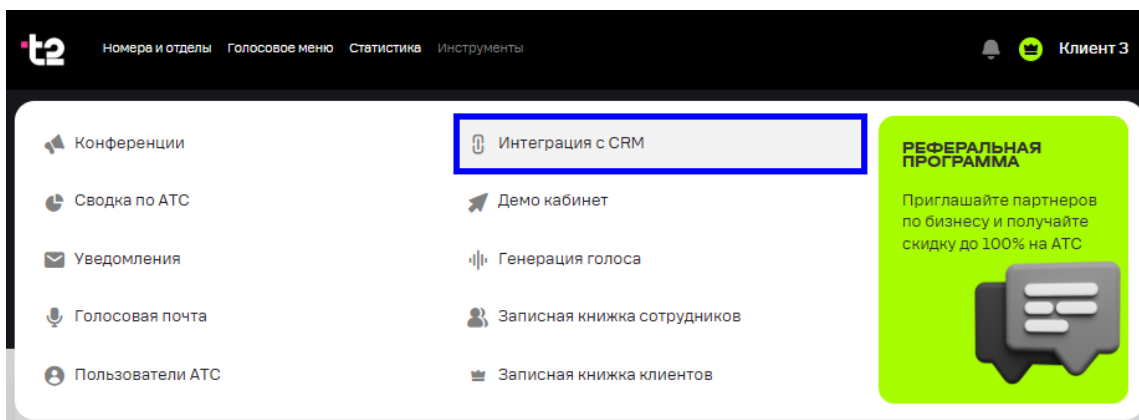 t2 Номера и отделы Голосовое меню Статистика Инструменты Клиент 3
Конференции
Интеграция с CRM
Сводка по АТС
Демо кабинет
Уведомления
Генерация голоса
Голосовая почта
Записная книжка сотрудников
Пользователи АТС
Записная книжка клиентов
РЕФЕРАЛЬНАЯ
ПРОГРАММА
Приглашайте партнеров
по бизнесу и получайте
скидку до 100% на АТС